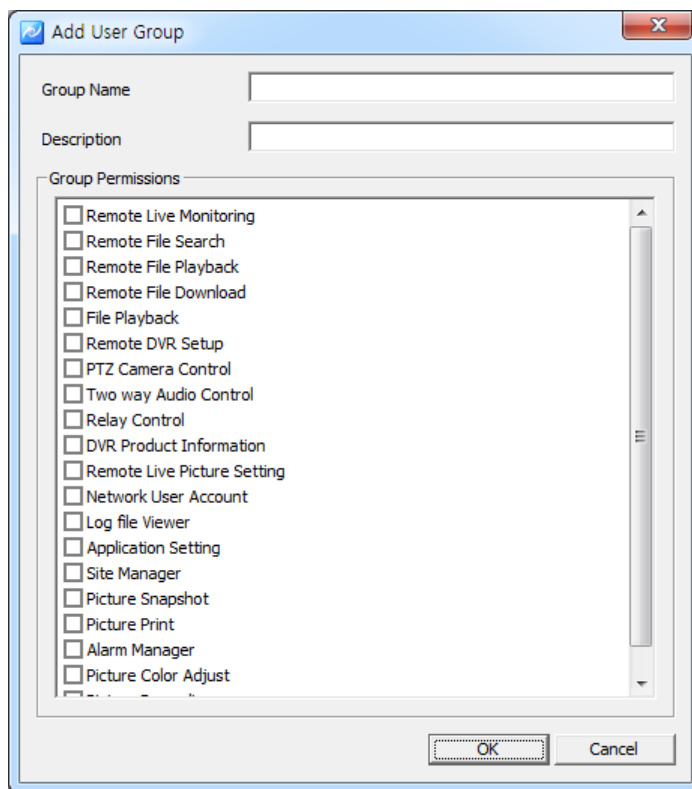 Add User Group
Group Name
Description
Group Permissions
Remote Live Monitoring
Remote File Search
Remote File Playback
Remote File Download
File Playback
Remote DVR Setup
PTZ Camera Control
Two way Audio Control
Relay Control
DVR Product Information
Remote Live Picture Setting
Network User Account
Log file Viewer
Application Setting
Site Manager
Picture Snapshot
Picture Print
Alarm Manager
Picture Color Adjust
OK Cancel